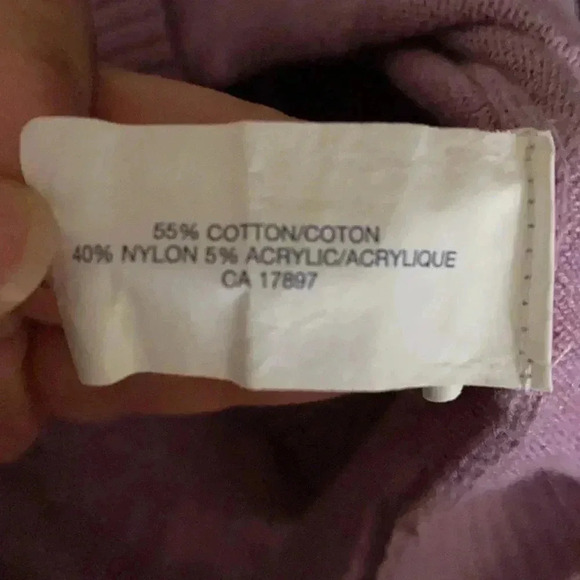 55% COTTON/COTON
40% NYLON 5% ACRYLIC/ACRYLIQUE
CA 17897